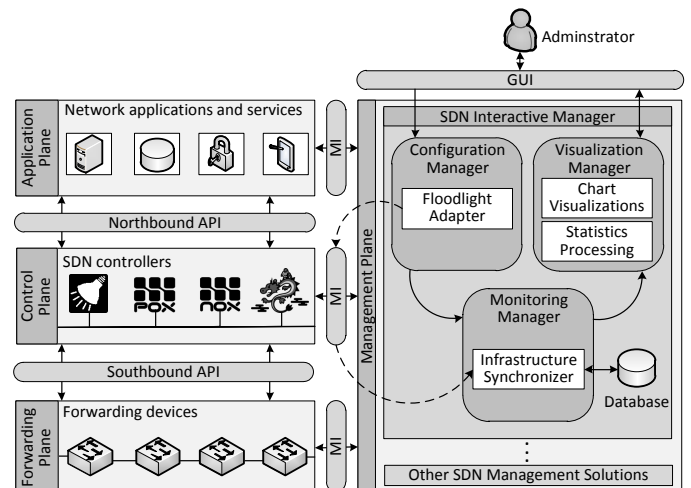 Adminstrator
GUI
Application
Plane
Network applications and services
MI
Northbound API
Control
Plane
SDN controllers
POX
nox
MI
Southbound API
Forwarding
Plane
Forwarding devices
MI
Management Plane
SDN Interactive Manager
Configuration
Manager
Floodlight
Adapter
Visualization
Manager
Chart
Visualizations
Statistics
Processing
Monitoring
Manager
Infrastructure
Synchronizer
Database
Other SDN Management Solutions